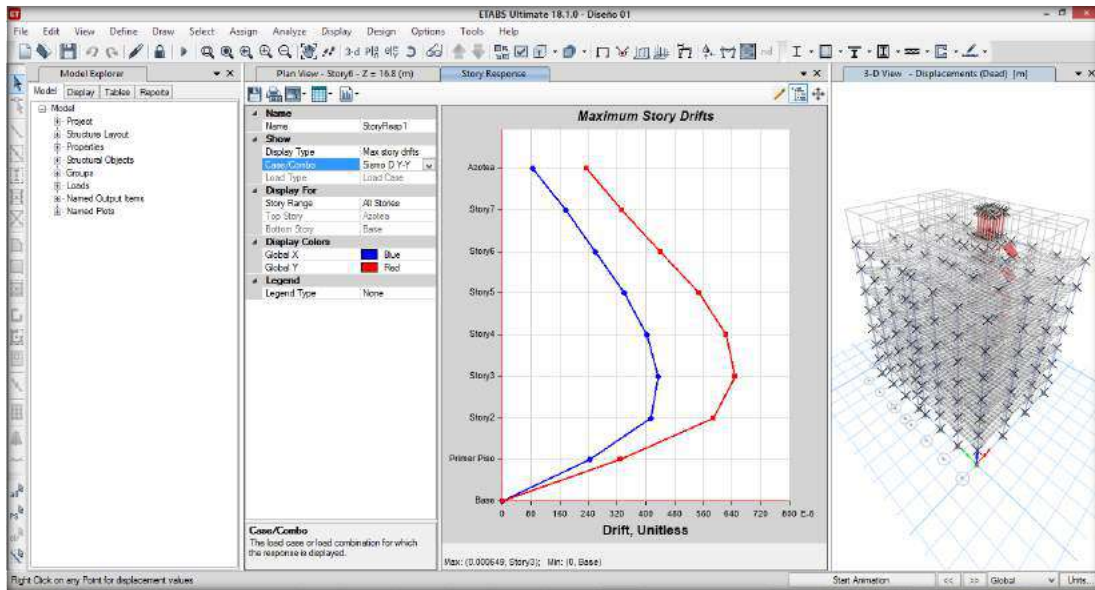 ETABS Ultimate 18.1.0 - Diseño 01
File Edit View Define Draw Select Assign Analyze Display Design Options Tools Help
Model Explorer
Plan View - Story6 - Z = 16.8 (m)
Story Response
3-D View - Displacements (Dead) [m]
Model Display Tables Reports
Model
Project
Structure Layout
Properties
Structural Objects
Groups
Loads
Named Output Items
Named Plots
Name
Name StoryResp1
Show
Display Type Max story drifts
Case/Combo Sismo D Y-Y
Load Type Load Case
Display For
Story Range All Stories
Top Story Azotea
Bottom Story Base
Display Colors
Global X Blue
Global Y Red
Legend
Legend Type None
Case/Combo
The load case or load combination for which
the response is displayed.
Maximum Story Drifts
Azotea
Story7
Story6
Story5
Story4
Story3
Story2
Primer Piso
Base
0 80 160 240 320 400 480 560 640 720 800 E-6
Drift, Unitless
Max: (0.000649, Story3); Min: (0, Base)
Right Click on any Point for displacement values
Start Animation << >> Global Units...